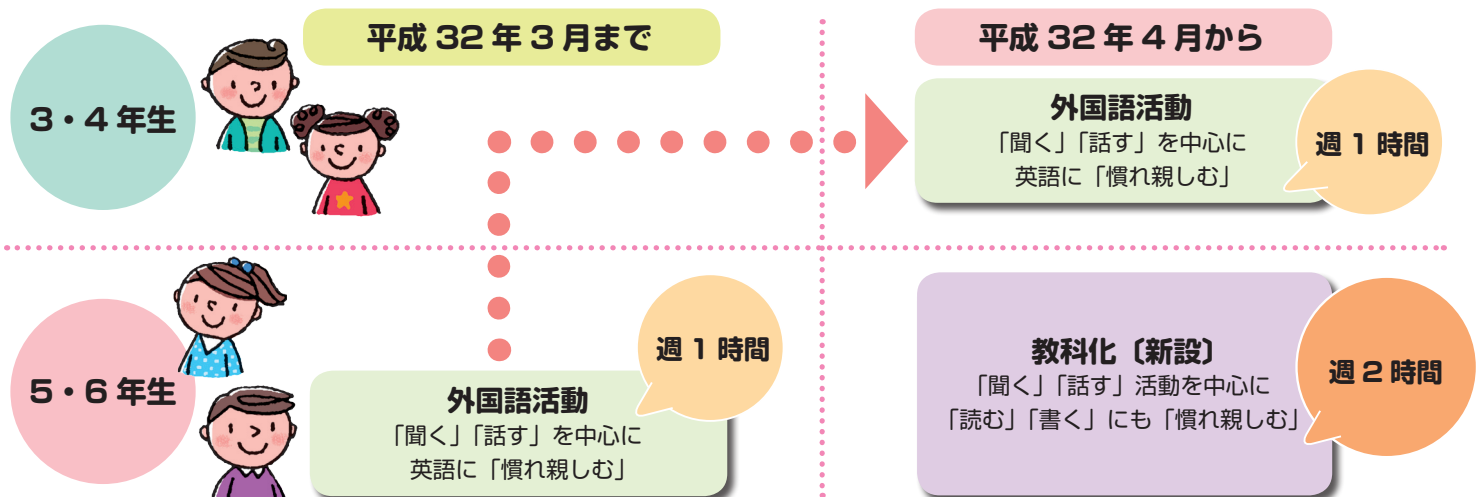 平成 32 年 3 月まで
平成 32 年 4 月から
3・4 年生
外国語活動
「聞く」「話す」を中心に
英語に「慣れ親しむ」
週 1 時間
5・6 年生
外国語活動
「聞く」「話す」を中心に
英語に「慣れ親しむ」
週 1 時間
教科化〔新設〕
「聞く」「話す」活動を中心に
「読む」「書く」にも「慣れ親しむ」
週 2 時間